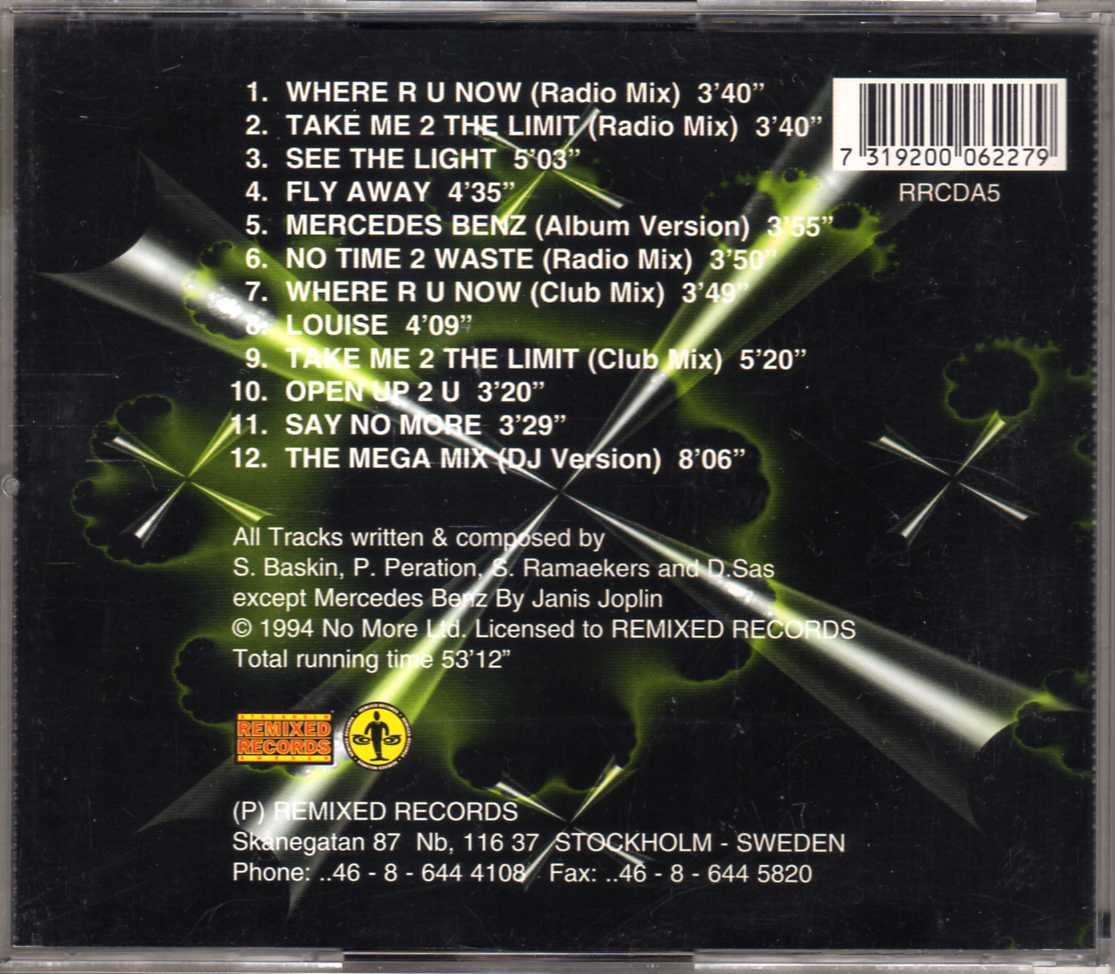 1. WHERE R U NOW (Radio Mix) 3'40”
2. TAKE ME 2 THE LIMIT (Radio Mix) 3'40”
3. SEE THE LIGHT 5'03”
4. FLY AWAY 4'35”
5. MERCEDES BENZ (Album Version) 3'55”
6. NO TIME 2 WASTE (Radio Mix) 3'50”
7. WHERE R U NOW (Club Mix) 3'49”
8. LOUISE 4'09”
9. TAKE ME 2 THE LIMIT (Club Mix) 5'20”
10. OPEN UP 2 U 3'20”
11. SAY NO MORE 3'29”
12. THE MEGA MIX (DJ Version) 8'06”
7 319200 062279
RRCDA5
All Tracks written & composed by
S. Baskin, P. Peration, S. Ramaekers and D.Sas
except Mercedes Benz By Janis Joplin
© 1994 No More Ltd. Licensed to REMIXED RECORDS
Total running time 53'12”
STOCKHOLM
REMIXED
RECORDS
SWEDEN
(P) REMIXED RECORDS
Skånegatan 87 Nb, 116 37 STOCKHOLM - SWEDEN
Phone: ..46 - 8 - 644 4108 Fax: ..46 - 8 - 644 5820